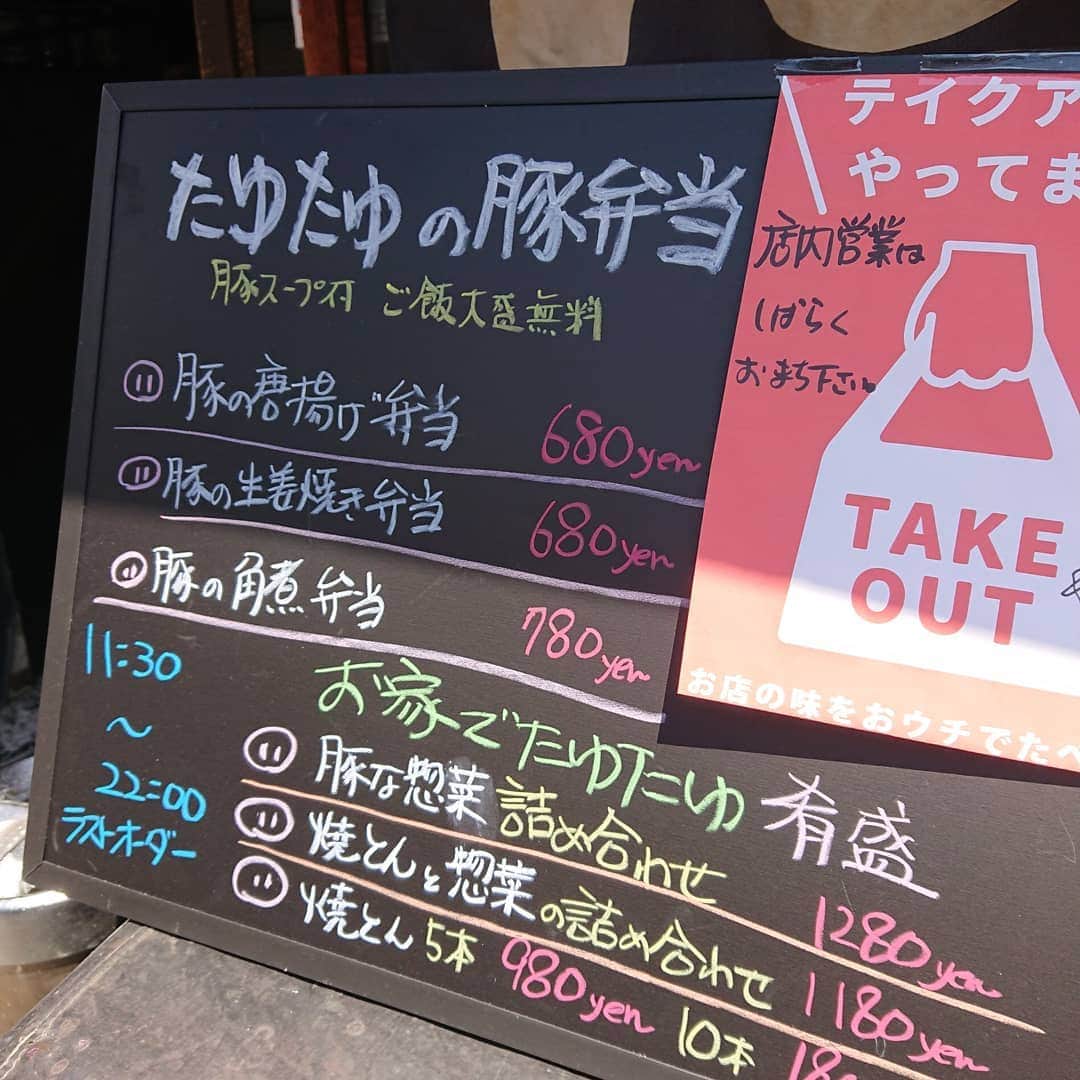 たゆたゆの豚弁当
豚スープ付 ご飯大盛無料
豚の唐揚げ弁当 680yen
豚の生姜焼き弁当 680yen
豚の角煮弁当 780yen
11:30
〜
22:00
ラストオーダー
お家でたゆたゆ 肴盛
豚な惣菜詰め合わせ 1280yen
焼とんと惣菜の詰め合わせ 1180yen
焼とん5本 980yen 10本 18
テイクア
やってま
店内営業は
しばらく
おまち下さい
TAKE
OUT
お店の味をおウチでたべ